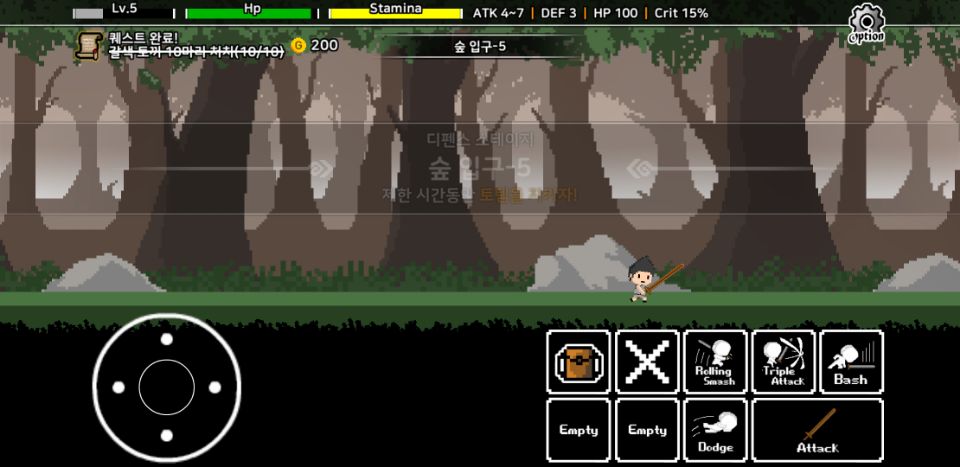 Lv.5
Hp
Stamina
ATK 4~7 | DEF 3 | HP 100 | Crit 15%
option
퀘스트 완료!
갈색 토끼 10마리 처치(10/10)
G 200
숲 입구-5
디펜스 스테이지
숲 입구-5
제한 시간동안 토템을 지켜라!
Rolling Smash
Triple Attack
Bash
Empty
Empty
Dodge
Attack